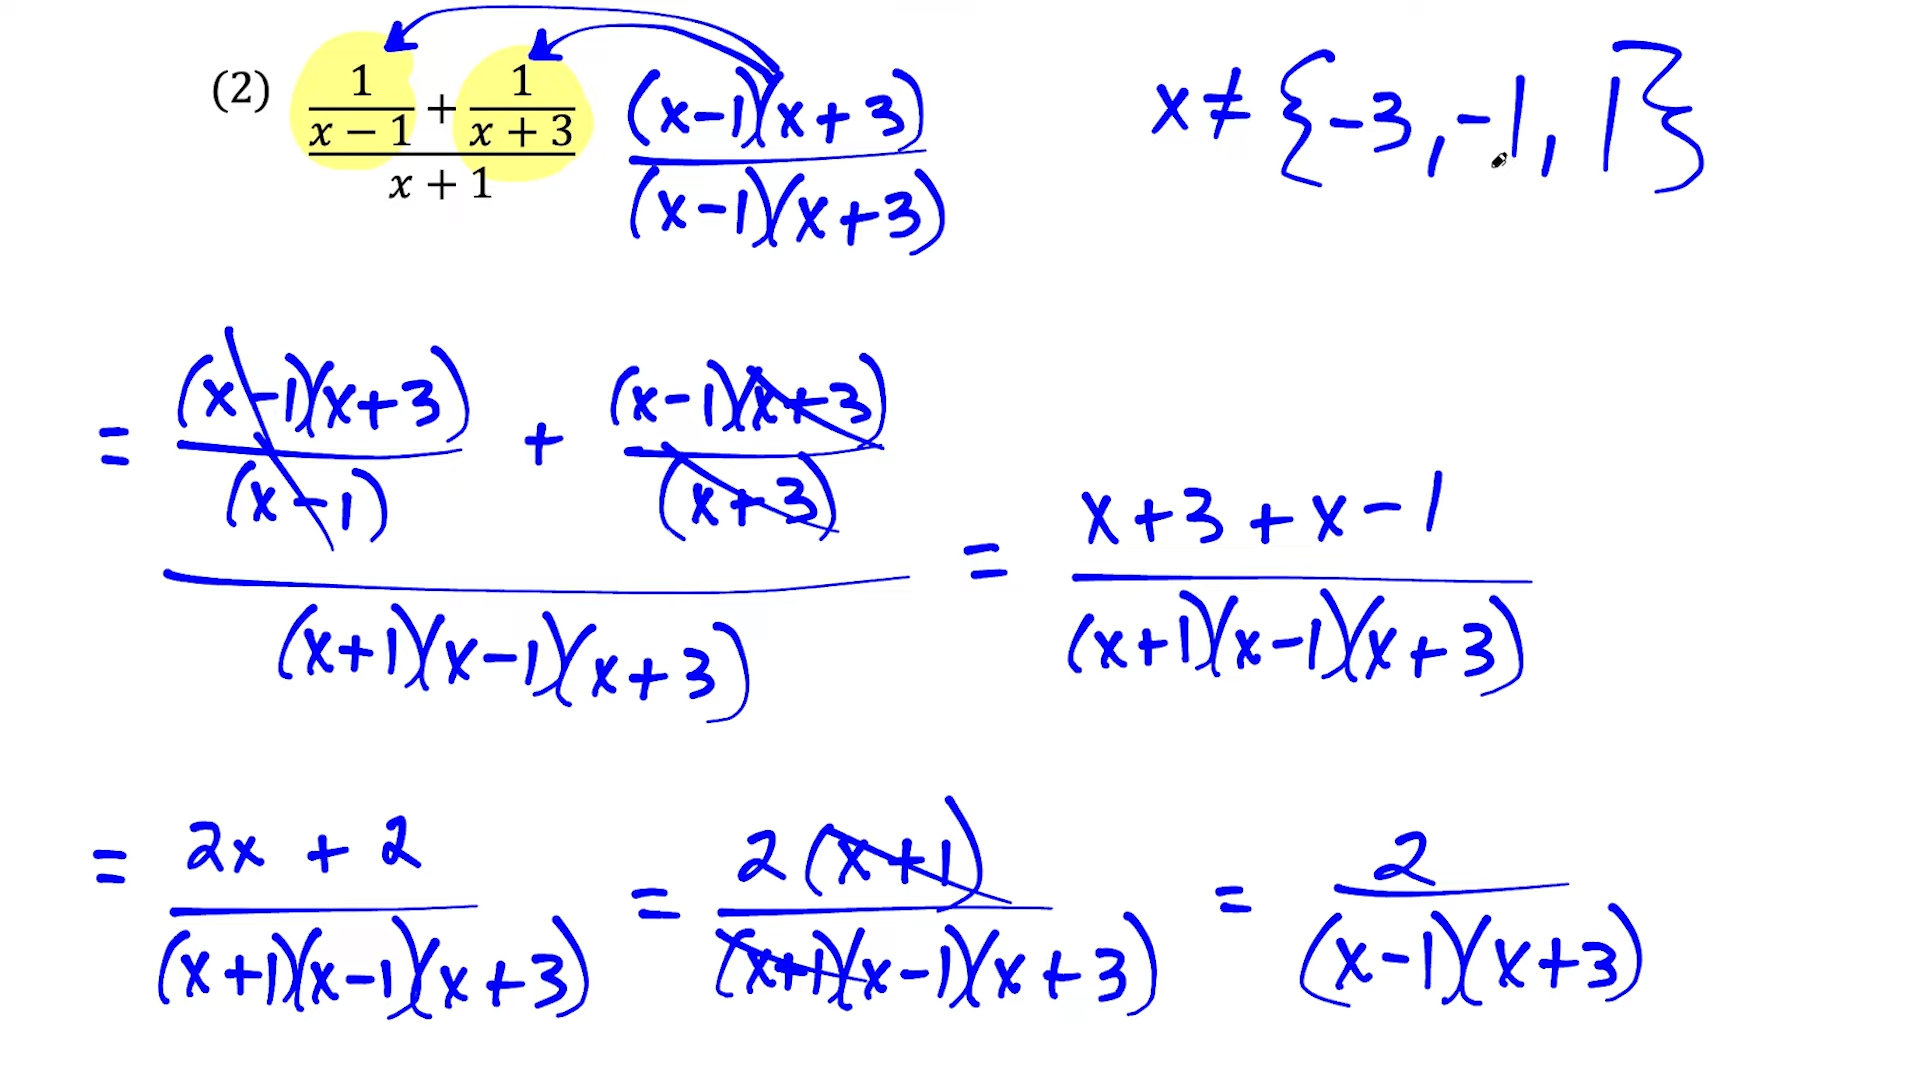 (2) (1/(x − 1) + 1/(x + 3))/(x + 1) ((x-1)(x+3))/((x-1)(x+3)) x ≠ {-3, -1, 1}
= ((x-1)(x+3)/(x-1) + (x-1)(x+3)/(x+3))/((x+1)(x-1)(x+3)) = (x+3+x-1)/((x+1)(x-1)(x+3))
= (2x + 2)/((x+1)(x-1)(x+3)) = 2(x+1)/((x+1)(x-1)(x+3)) = 2/((x-1)(x+3))